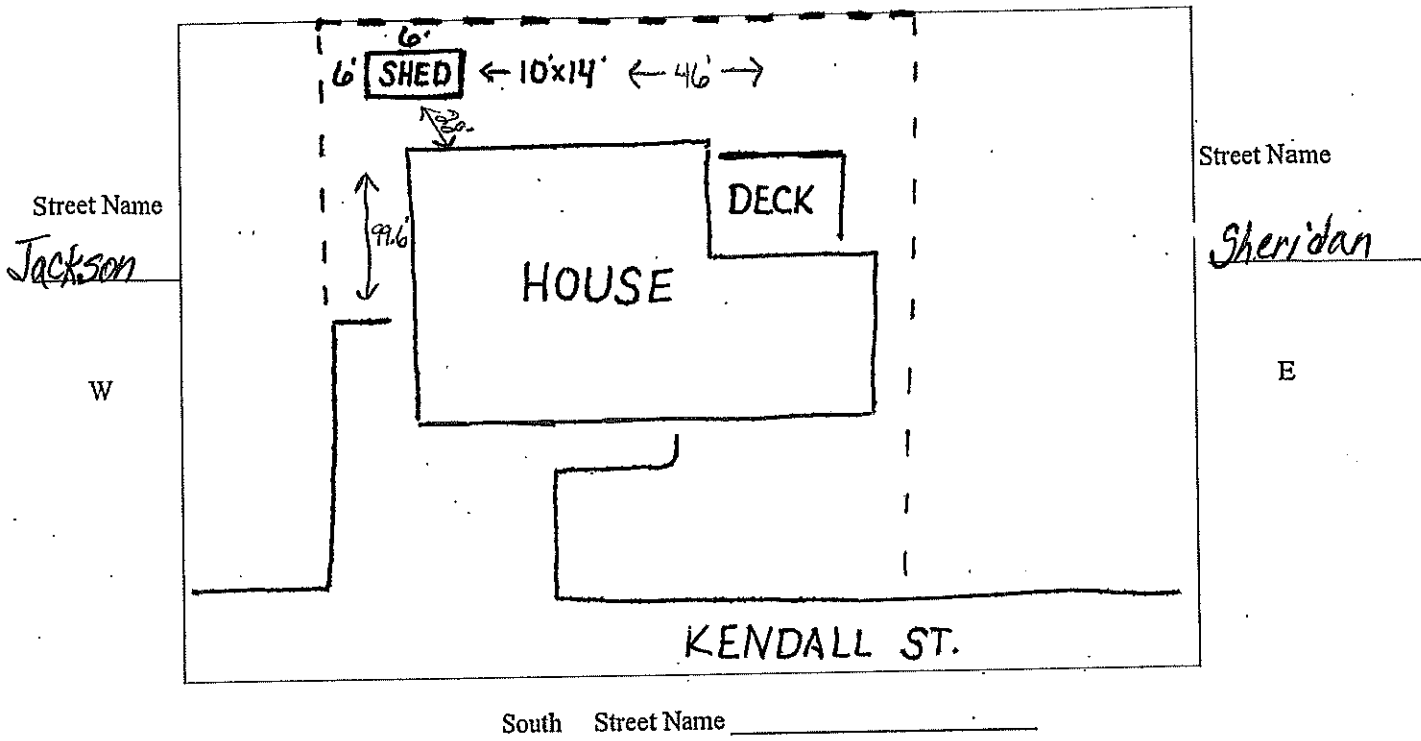 6'
6' SHED ← 10'x14' ← 46' →
Street Name
Jackson
99.6'
DECK
HOUSE
Street Name
Sheridan
W
E
KENDALL ST.
South Street Name